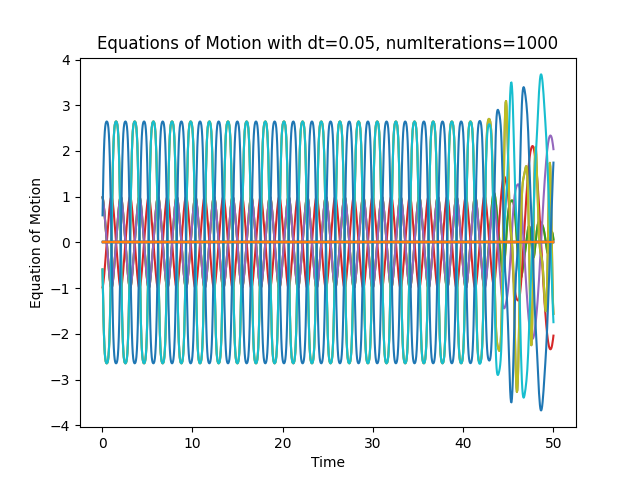 Equations of Motion with dt=0.05, numIterations=1000
4
3
2
1
0
−1
−2
−3
−4
Equation of Motion
0 10 20 30 40 50
Time